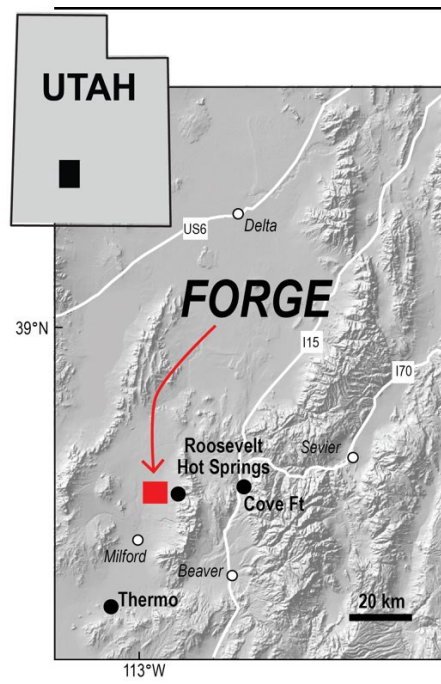 UTAH
US6
Delta
FORGE
39°N
I15
I70
Roosevelt
Hot Springs
Sevier
Cove Ft
Milford
Beaver
Thermo
20 km
113°W